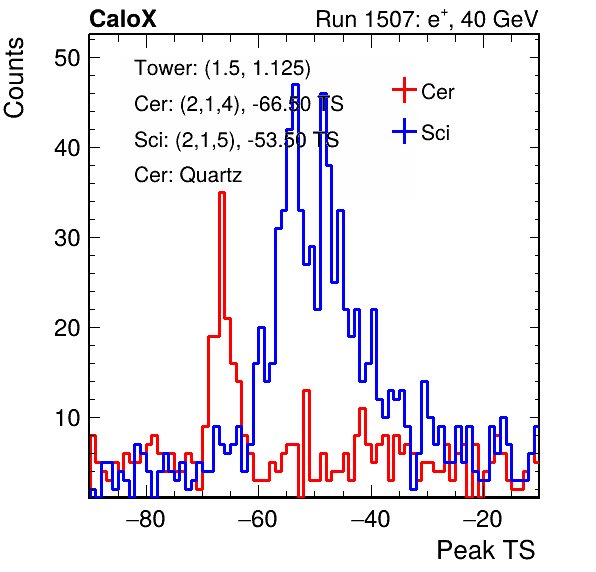 CaloX Run 1507: e⁺, 40 GeV
Counts
50
40
30
20
10
Tower: (1.5, 1.125)
Cer: (2,1,4), -66.50 TS
Sci: (2,1,5), -53.50 TS
Cer: Quartz
Cer
Sci
−80 −60 −40 −20
Peak TS